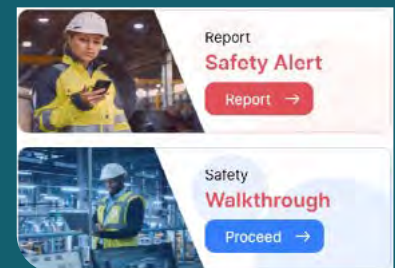 Report
Safety Alert
Report →
Safety
Walkthrough
Proceed →